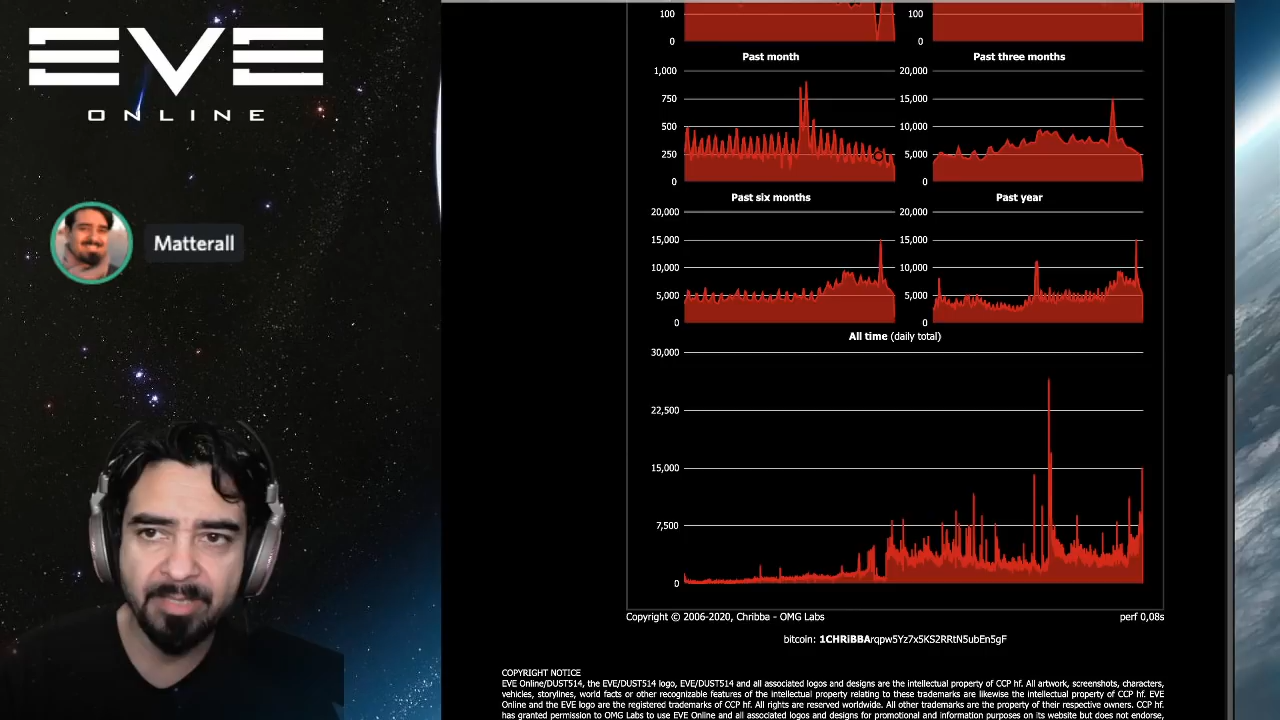 EVE
ONLINE
Matterall
100
0
100
0
Past month
1,000
750
500
250
0
Past three months
20,000
15,000
10,000
5,000
0
Past six months
20,000
15,000
10,000
5,000
0
Past year
20,000
15,000
10,000
5,000
0
All time (daily total)
30,000
22,500
15,000
7,500
0
Copyright © 2006-2020, Chribba - OMG Labs
perf 0,08s
bitcoin: 1CHRiBBArqpw5Yz7x5KS2RRtN5ubEn5gF
COPYRIGHT NOTICE
EVE Online/DUST514, the EVE/DUST514 logo, EVE/DUST514 and all associated logos and designs are the intellectual property of CCP hf. All artwork, screenshots, characters,
vehicles, storylines, world facts or other recognizable features of the intellectual property relating to these trademarks are likewise the intellectual property of CCP hf. EVE
Online and the EVE logo are the registered trademarks of CCP hf. All rights are reserved worldwide. All other trademarks are the property of their respective owners. CCP hf.
has granted permission to OMG Labs to use EVE Online and all associated logos and designs for promotional and information purposes on its website but does not endorse,